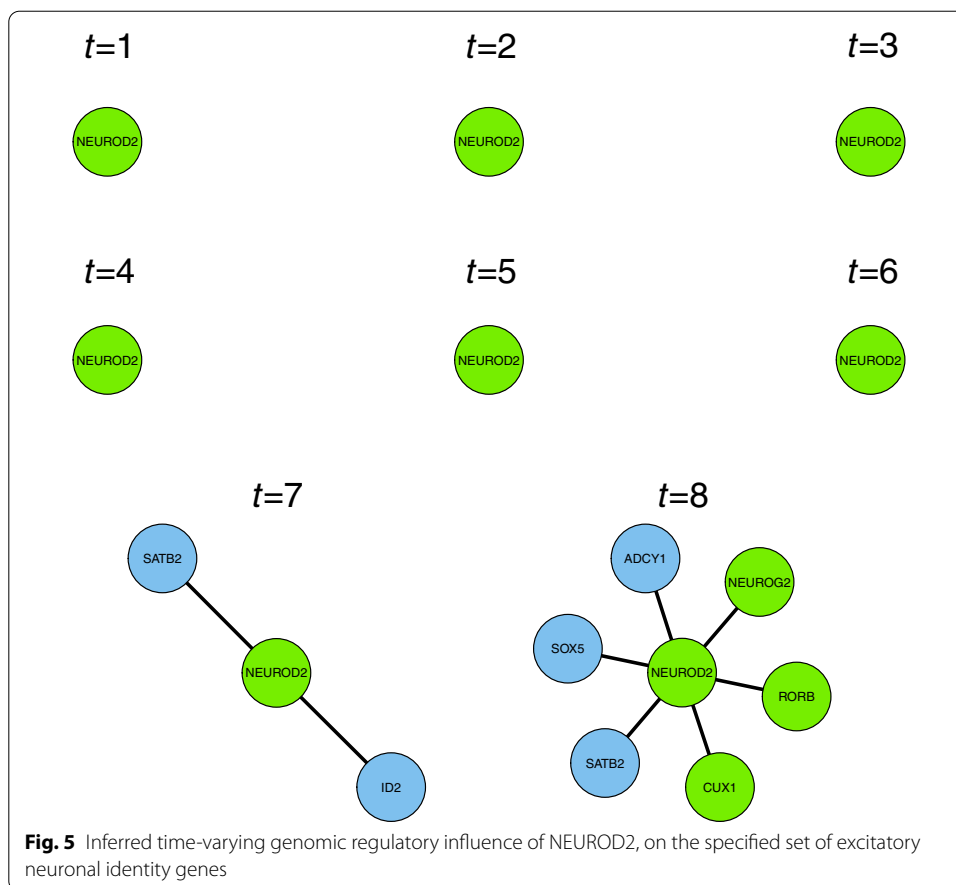 t=1
t=2
t=3
NEUROD2
NEUROD2
NEUROD2
t=4
t=5
t=6
NEUROD2
NEUROD2
NEUROD2
t=7
SATB2
NEUROD2
ID2
t=8
ADCY1
NEUROG2
SOX5
NEUROD2
RORB
SATB2
CUX1
Fig. 5 Inferred time-varying genomic regulatory influence of NEUROD2, on the specified set of excitatory
neuronal identity genes